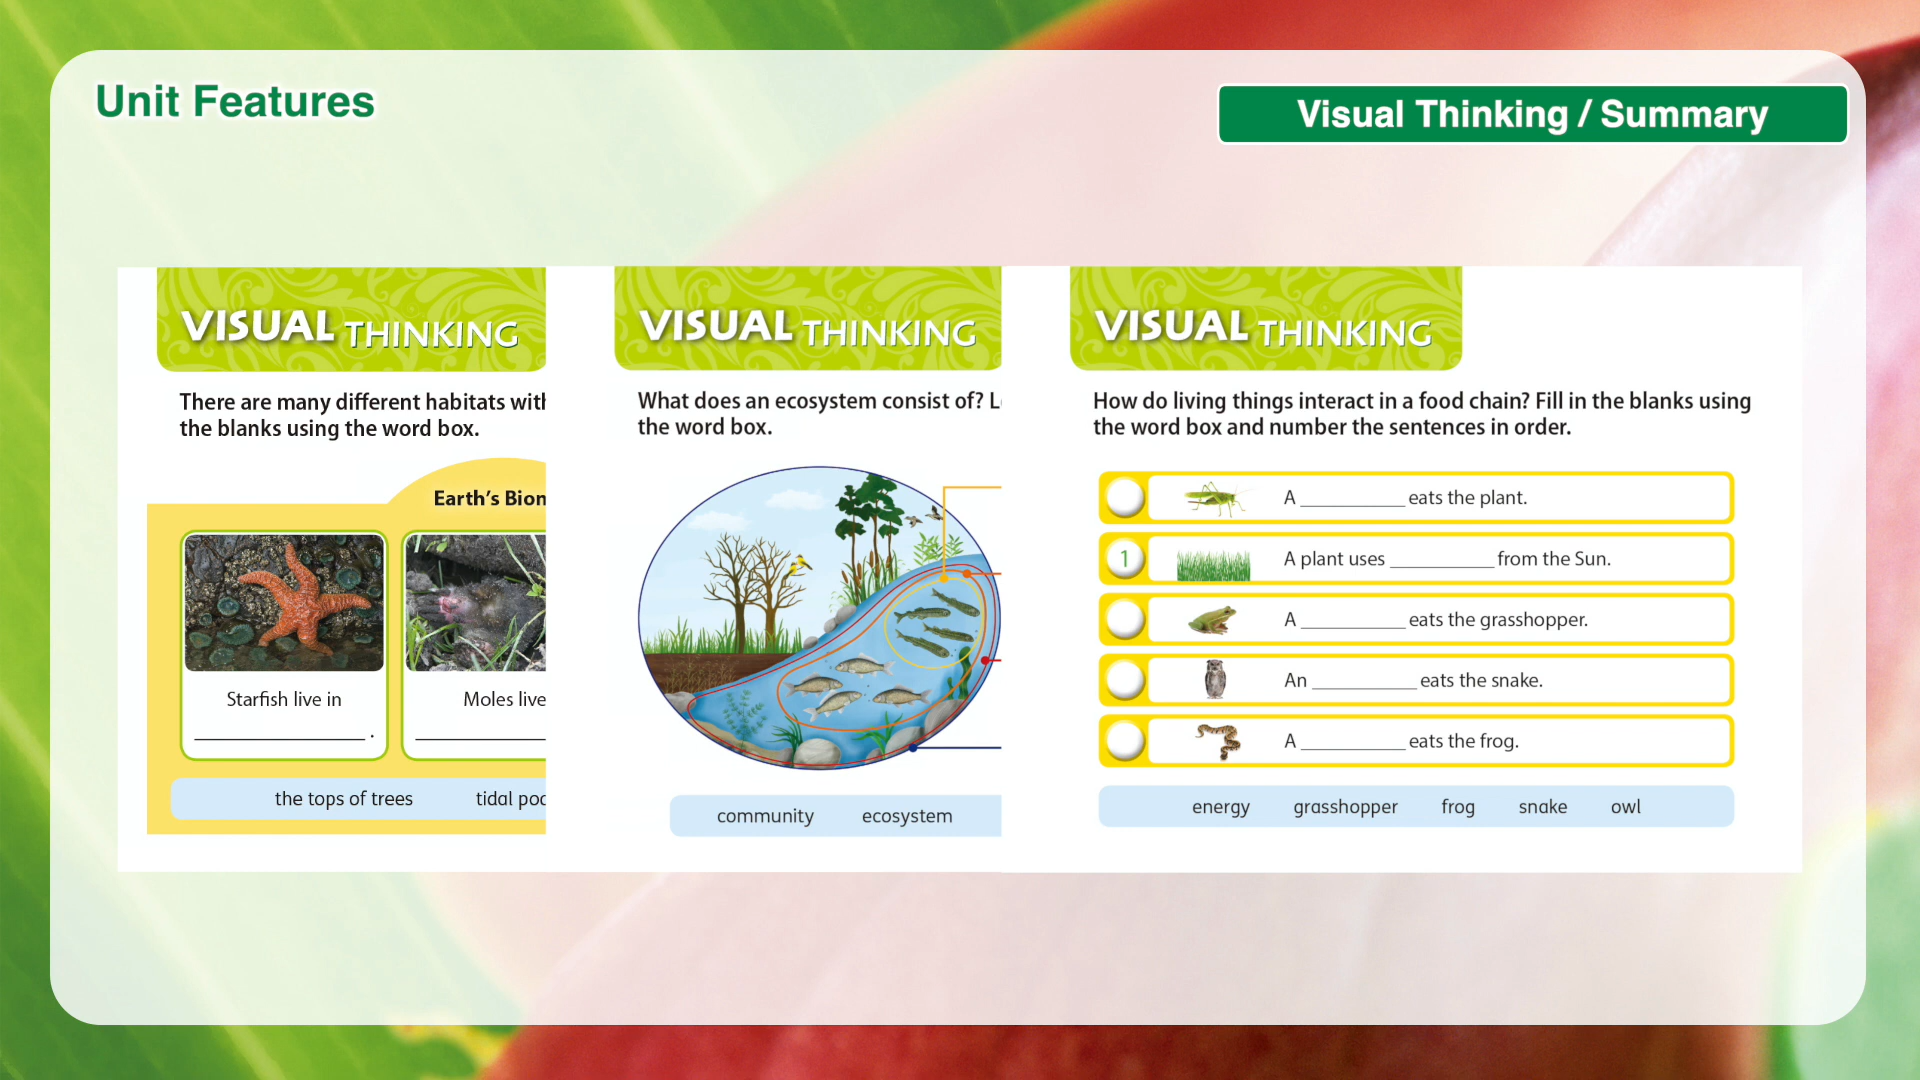 Unit Features
Visual Thinking / Summary
VISUAL THINKING
There are many different habitats with
the blanks using the word box.
Earth's Biom
Starfish live in
____________ .
Moles live
____________
the tops of trees tidal poo
VISUAL THINKING
What does an ecosystem consist of? L
the word box.
community ecosystem
VISUAL THINKING
How do living things interact in a food chain? Fill in the blanks using
the word box and number the sentences in order.
A __________ eats the plant.
1 A plant uses __________ from the Sun.
A __________ eats the grasshopper.
An __________ eats the snake.
A __________ eats the frog.
energy grasshopper frog snake owl